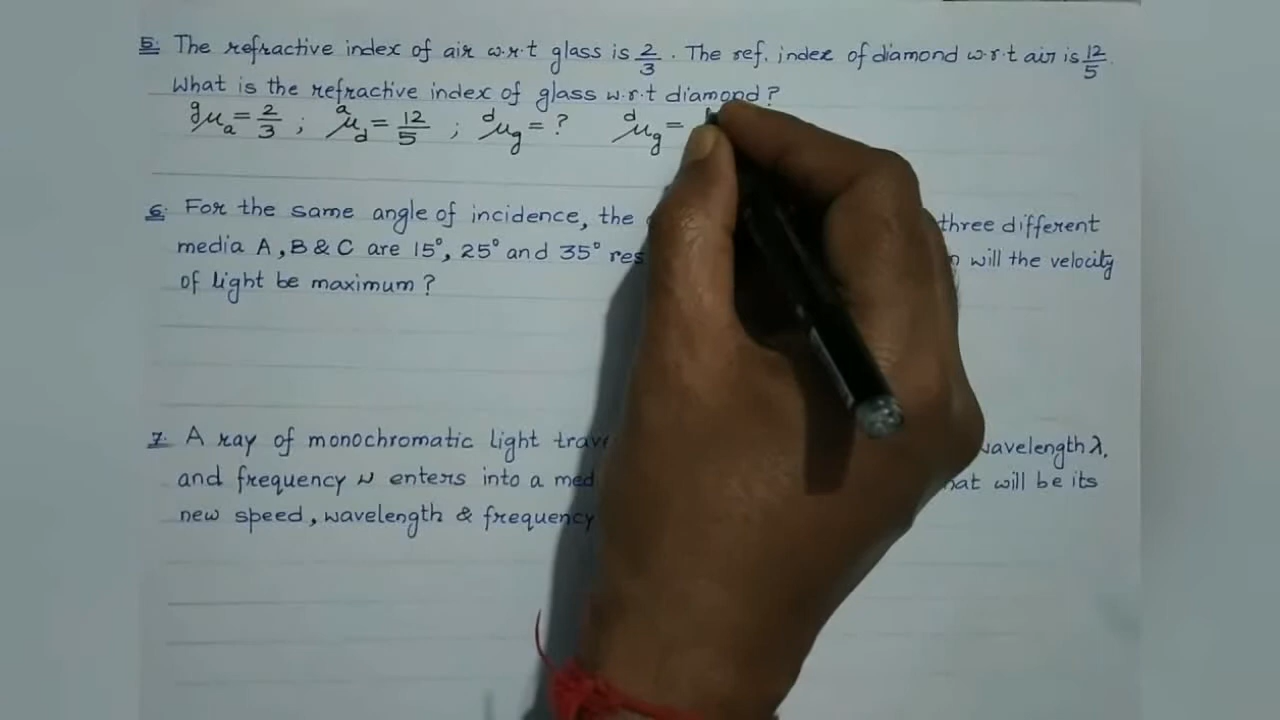 5. The refractive index of air w.r.t glass is 2/3. The ref. index of diamond w.r.t air is 12/5.
What is the refractive index of glass w.r.t diamond?
gμa = 2/3 ; aμd = 12/5 ; dμg = ? dμg =
6. For the same angle of incidence, the three different
media A, B & C are 15°, 25° and 35° will the velocity
of light be maximum?
7. A ray of monochromatic light wavelength λ,
and frequency ν enters into a will be its
new speed, wavelength & frequency